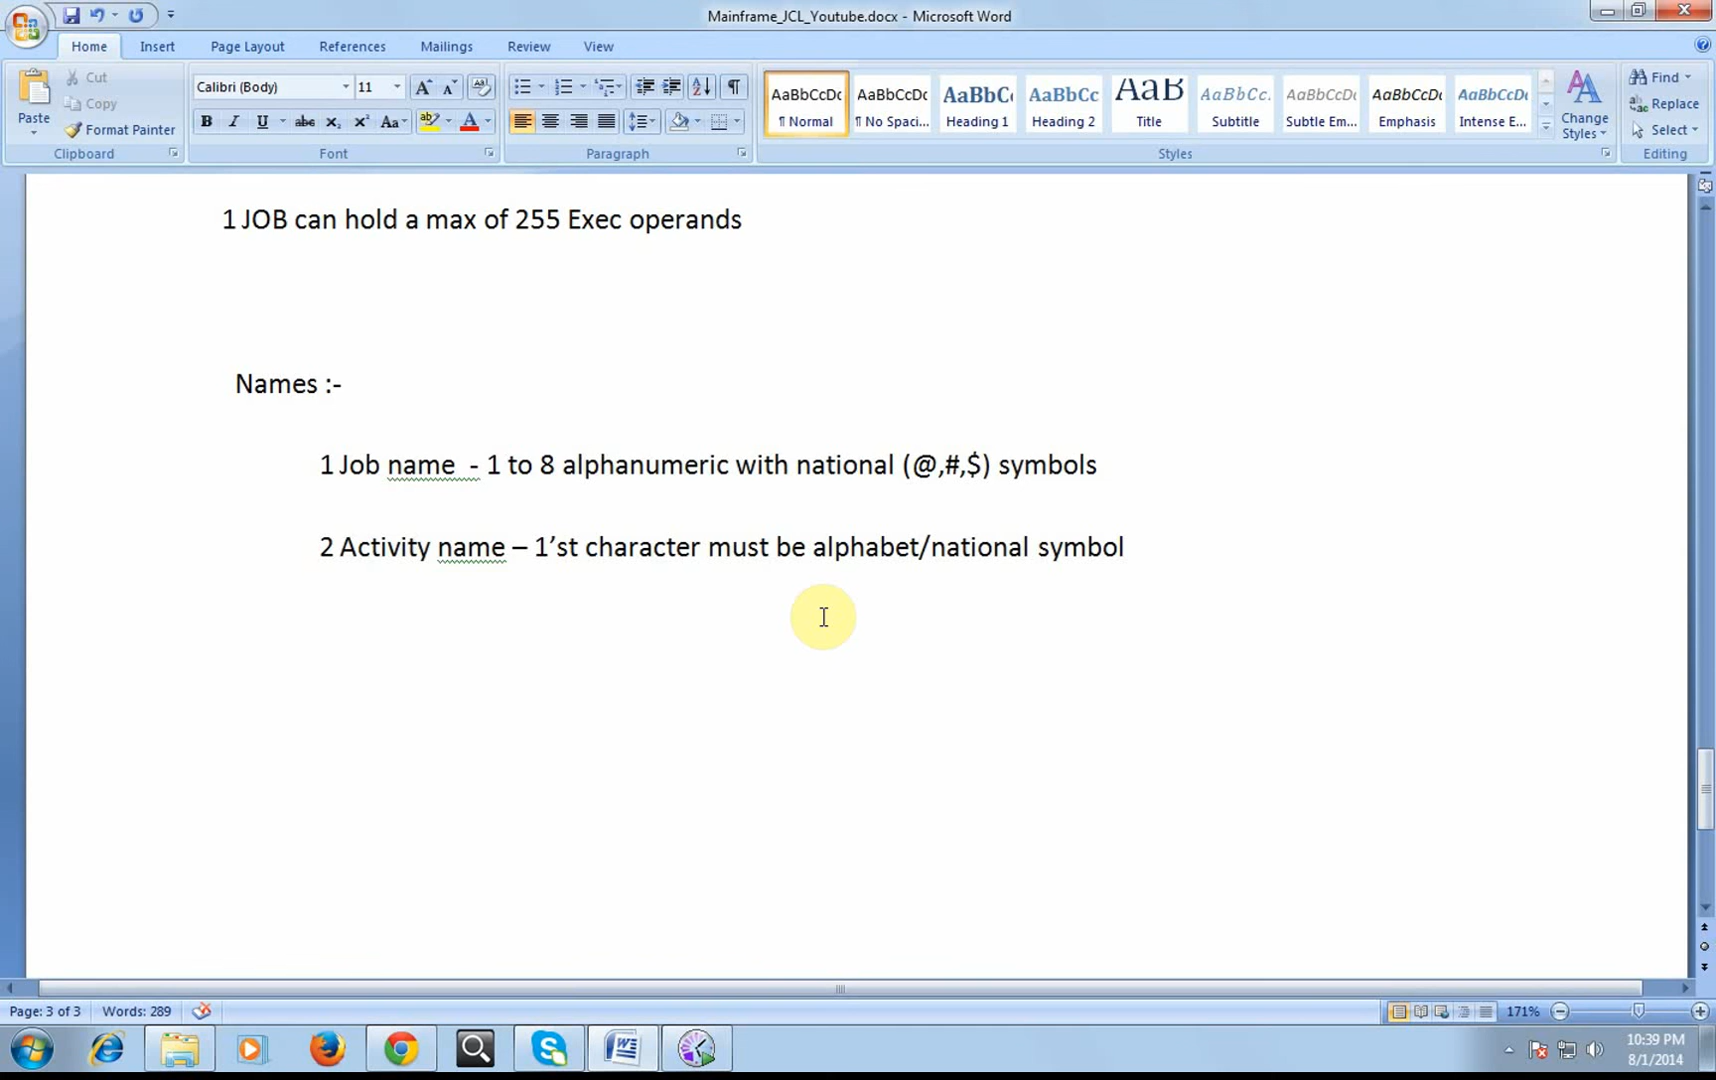 Mainframe_JCL_Youtube.docx - Microsoft Word
Home Insert Page Layout References Mailings Review View
Paste
Cut
Copy
Format Painter
Clipboard
Calibri (Body) 11
Font
Paragraph
AaBbCcDc AaBbCcDc AaBbC AaBbCc AaB AaBbCc. AaBbCcDc AaBbCcDc AaBbCcDc
¶ Normal ¶ No Spaci... Heading 1 Heading 2 Title Subtitle Subtle Em... Emphasis Intense E...
Change Styles
Styles
Find
Replace
Select
Editing
1 JOB can hold a max of 255 Exec operands
Names :-
1 Job name - 1 to 8 alphanumeric with national (@,#,$) symbols
2 Activity name – 1’st character must be alphabet/national symbol
Page: 3 of 3 Words: 289 171%
10:39 PM
8/1/2014